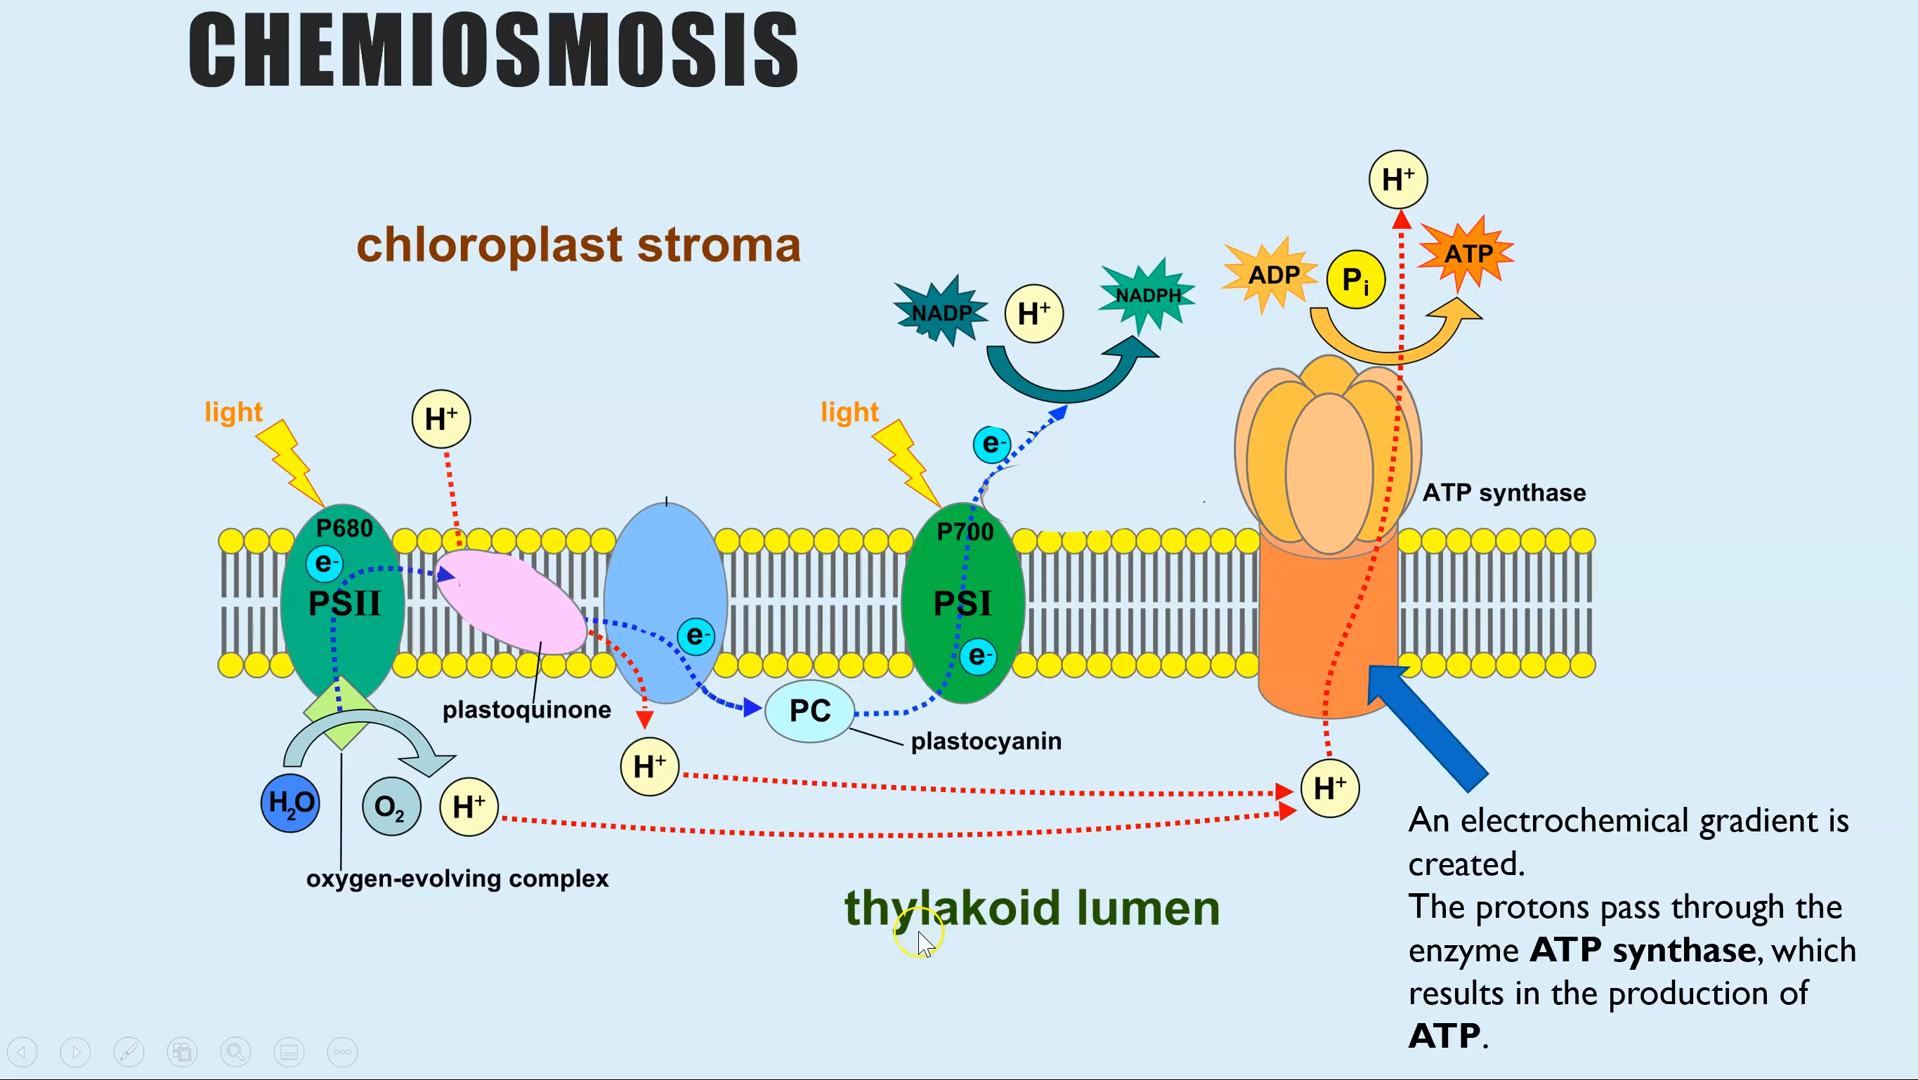 CHEMIOSMOSIS
H⁺
chloroplast stroma
ADP
Pᵢ
ATP
NADP
H⁺
NADPH
light
H⁺
light
e⁻
ATP synthase
P680
e⁻
PSII
P700
PSI
e⁻
e⁻
plastoquinone
PC
plastocyanin
H⁺
H⁺
H₂O
O₂
H⁺
oxygen-evolving complex
thylakoid lumen
An electrochemical gradient is
created.
The protons pass through the
enzyme ATP synthase, which
results in the production of
ATP.